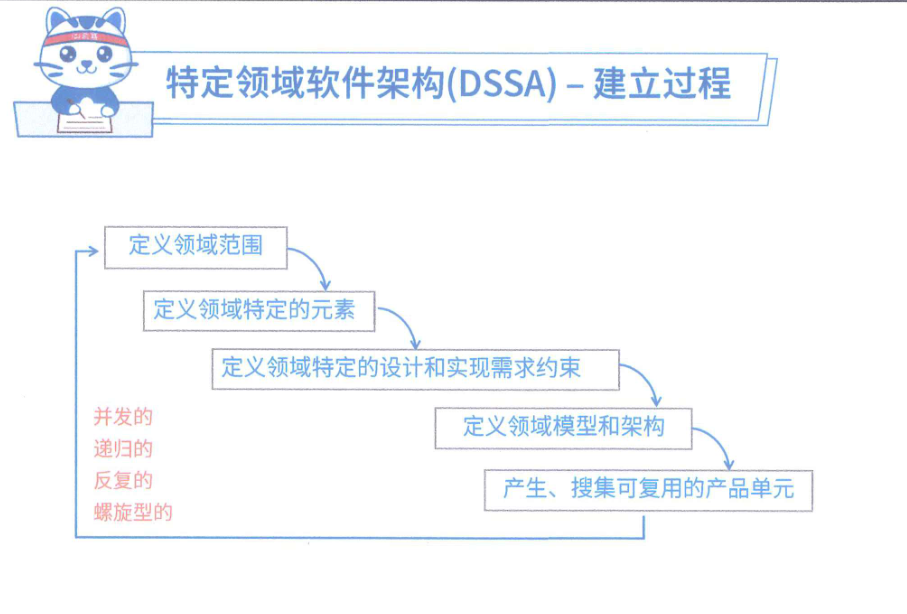 特定领域软件架构(DSSA) – 建立过程
定义领域范围
定义领域特定的元素
定义领域特定的设计和实现需求约束
定义领域模型和架构
产生、搜集可复用的产品单元
并发的
递归的
反复的
螺旋型的